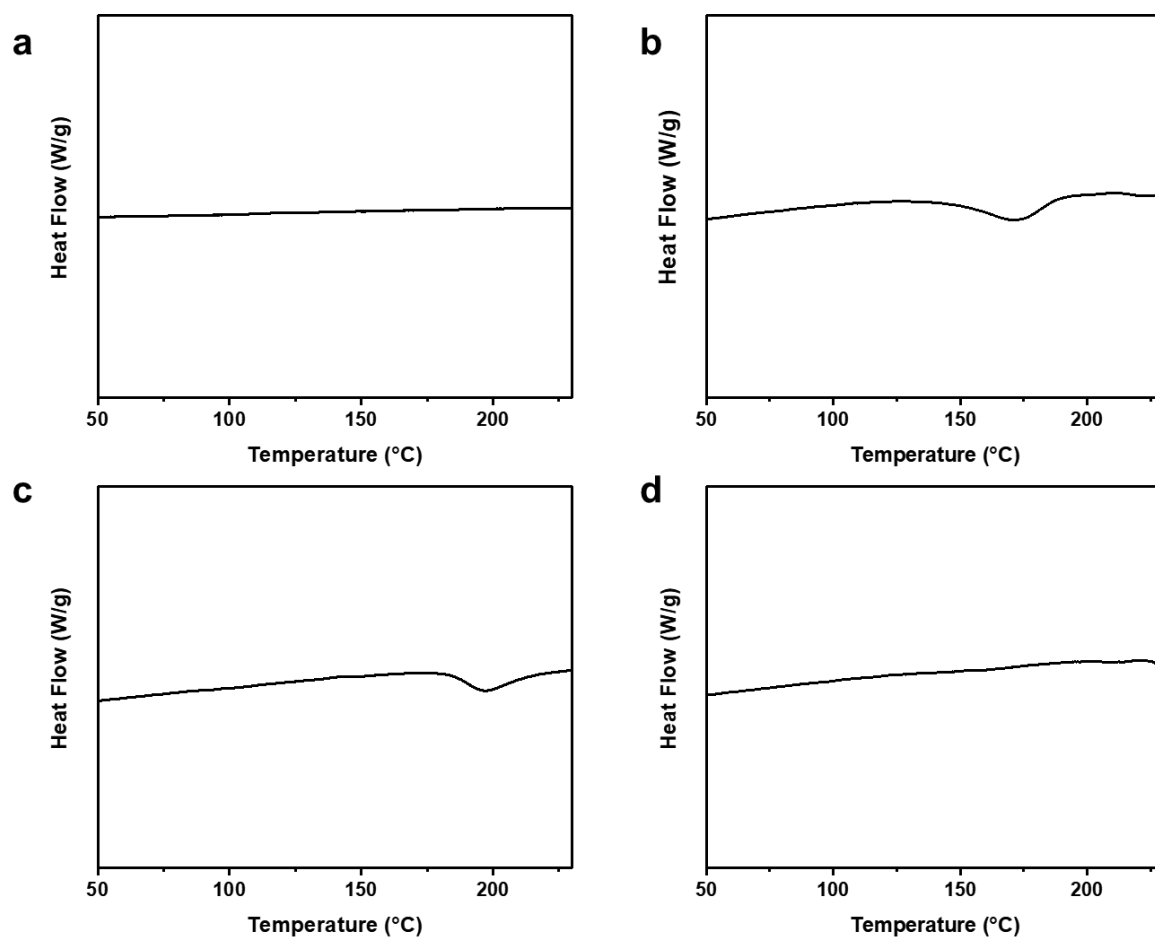 a
Heat Flow (W/g)
50 100 150 200
Temperature (°C)
b
Heat Flow (W/g)
50 100 150 200
Temperature (°C)
c
Heat Flow (W/g)
50 100 150 200
Temperature (°C)
d
Heat Flow (W/g)
50 100 150 200
Temperature (°C)